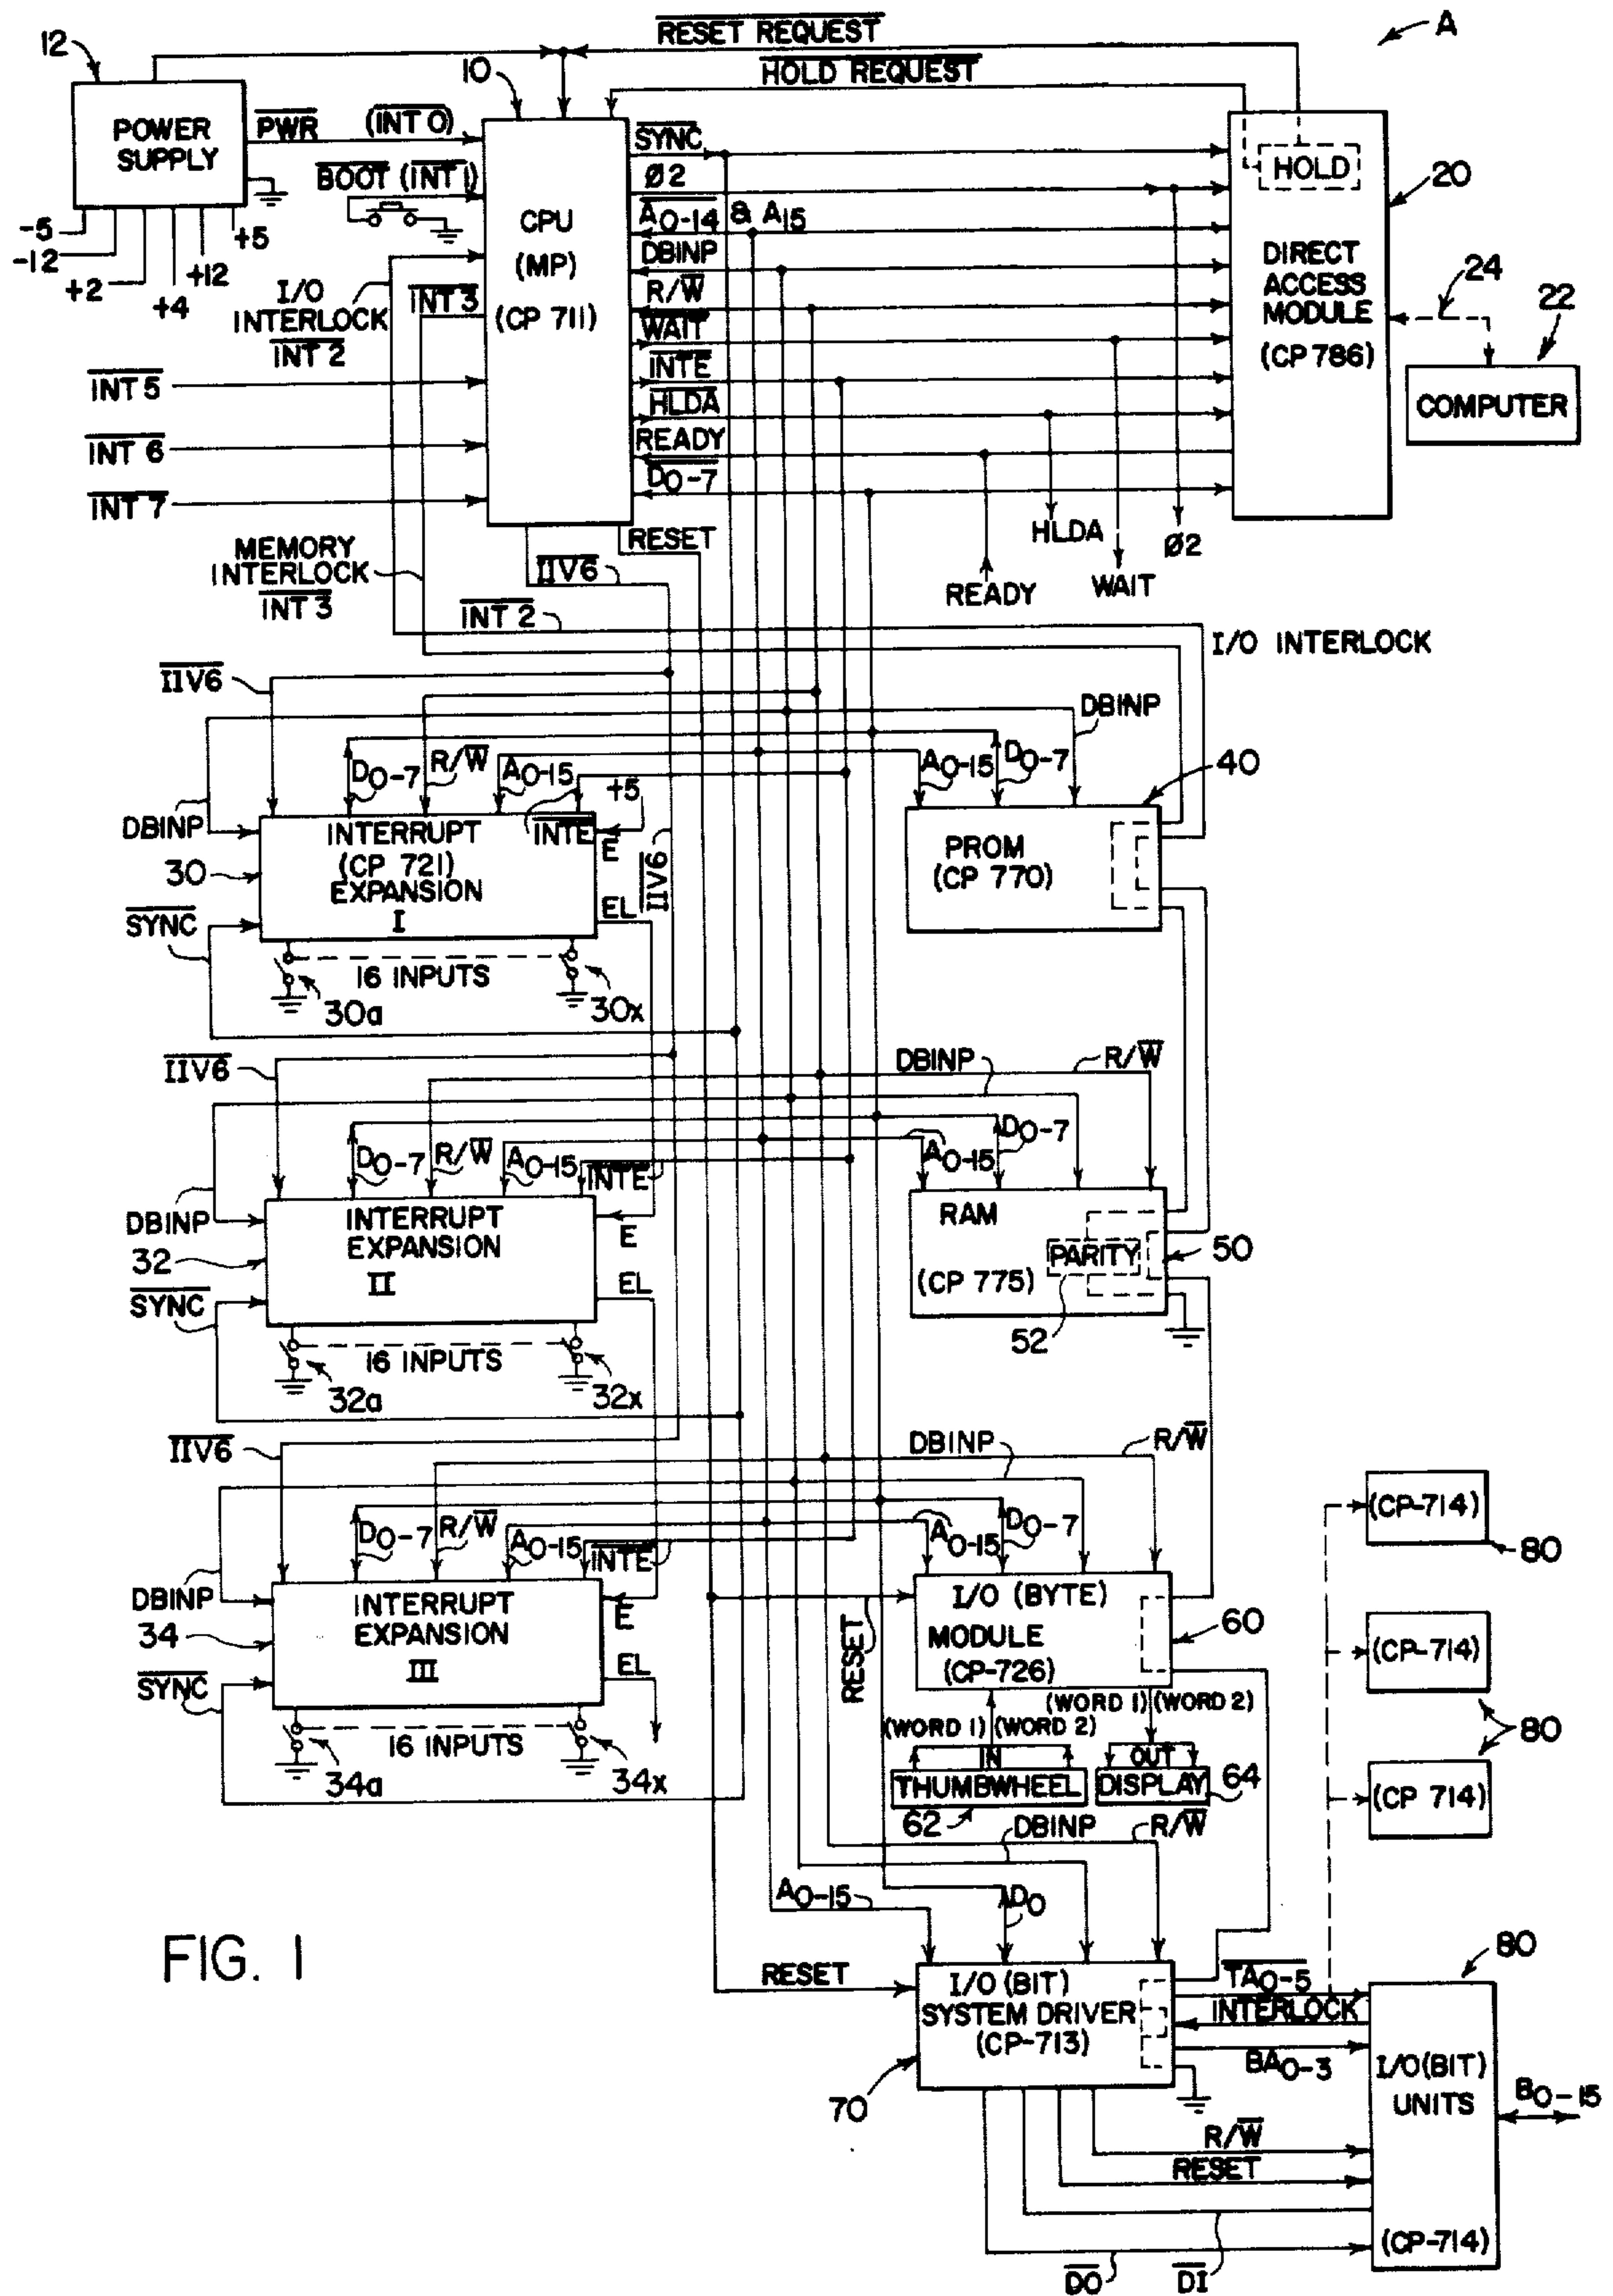 RESET REQUEST
A
12
10
HOLD REQUEST
POWER
SUPPLY
PWR
(INT 0)
BOOT (INT 1)
-5
-12
+2
+4
+12
+5
CPU
(MP)
(CP 711)
SYNC
Ø2
A0-14 & A15
DBINP
R/W
WAIT
INTE
HLDA
READY
D0-7
HOLD
20
DIRECT
ACCESS
MODULE
(CP 786)
24
22
COMPUTER
I/O
INTERLOCK
INT 2
INT 3
INT 5
INT 6
INT 7
MEMORY
INTERLOCK
INT 3
RESET
IIV6
INT 2
HLDA
Ø2
READY
WAIT
I/O INTERLOCK
IIV6
DBINP
D0-7
R/W
A0-15
INTE
+5
E
DBINP
A0-15
D0-7
40
INTERRUPT
(CP 721)
EXPANSION
I
30
SYNC
EL
IIV6
16 INPUTS
30a
30x
PROM
(CP 770)
IIV6
DBINP
R/W
D0-7
R/W
A0-15
INTE
A0-15
D0-7
DBINP
32
INTERRUPT
EXPANSION
II
E
EL
SYNC
16 INPUTS
32a
32x
RAM
PARITY
(CP 775)
50
52
IIV6
DBINP
R/W
D0-7
R/W
A0-15
INTE
A0-15
D0-7
DBINP
34
INTERRUPT
EXPANSION
III
E
EL
SYNC
16 INPUTS
34a
34x
RESET
I/O (BYTE)
MODULE
(CP-726)
60
(WORD 1) (WORD 2)
(WORD 1) (WORD 2)
IN
OUT
THUMBWHEEL
DISPLAY
62
64
(CP-714)
80
(CP-714)
80
(CP 714)
DBINP
R/W
A0-15
D0
FIG. 1
RESET
I/O (BIT)
SYSTEM DRIVER
(CP-713)
70
TA0-5
INTERLOCK
BA0-3
80
I/O(BIT)
UNITS
(CP-714)
B0-15
R/W
RESET
DO
DI